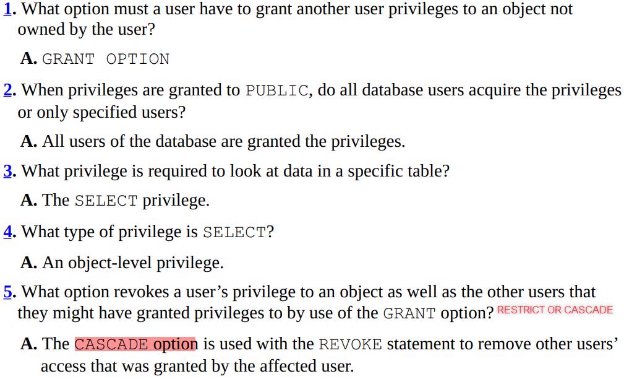 1. What option must a user have to grant another user privileges to an object not
owned by the user?
A. GRANT OPTION
2. When privileges are granted to PUBLIC, do all database users acquire the privileges
or only specified users?
A. All users of the database are granted the privileges.
3. What privilege is required to look at data in a specific table?
A. The SELECT privilege.
4. What type of privilege is SELECT?
A. An object-level privilege.
5. What option revokes a user’s privilege to an object as well as the other users that
they might have granted privileges to by use of the GRANT option? RESTRICT OR CASCADE
A. The CASCADE option is used with the REVOKE statement to remove other users’
access that was granted by the affected user.